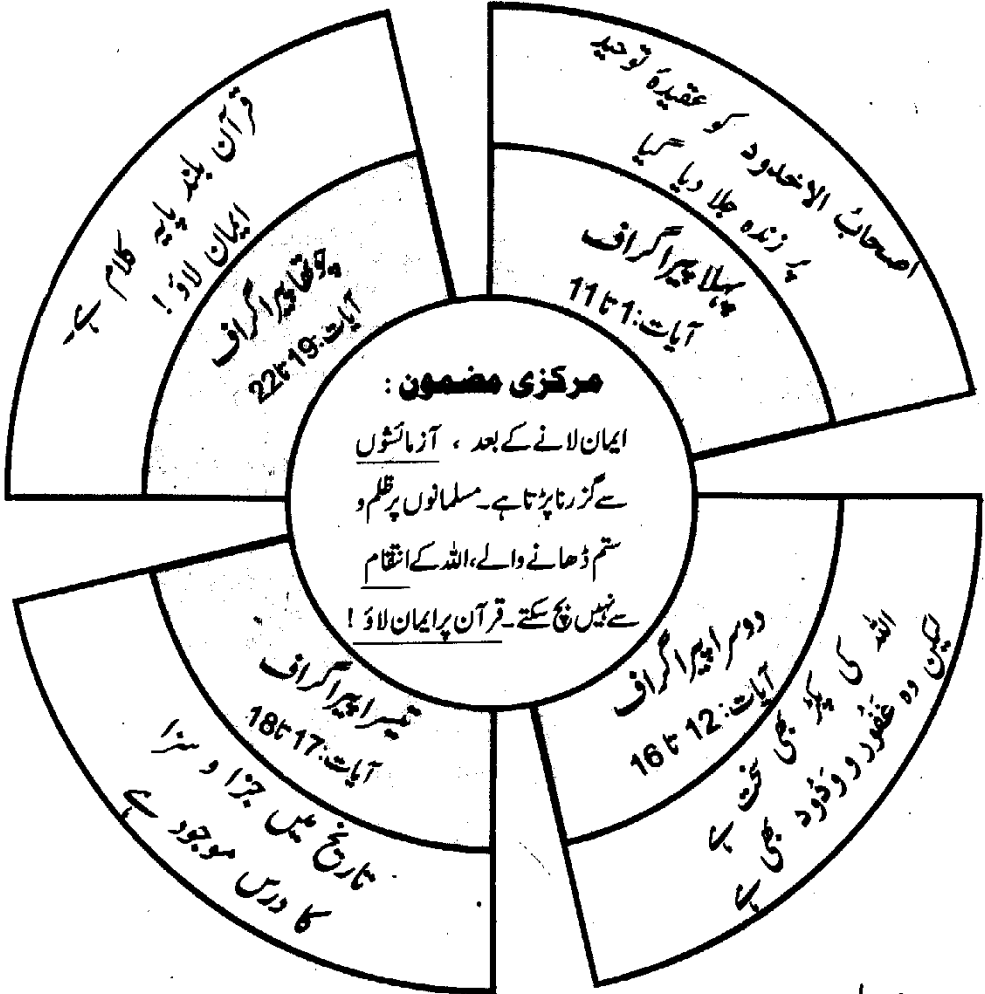 مرکزی مضمون :
ایمان لانے کے بعد ، آزمائشوں
سے گزرنا پڑتا ہے۔ مسلمانوں پر ظلم و
ستم ڈھانے والے، اللہ کے انتقام
سے نہیں بچ سکتے۔ قرآن پر ایمان لاؤ !
اصحابُ الاخدود کو عقیدۂ توحید
پر زندہ جلا دیا گیا
پہلا پیراگراف
آیات: 1 تا 11
دوسرا پیراگراف
آیات: 12 تا 16
اللہ کی پکڑ بھی سخت ہے
لیکن وہ غَفُور و وَدُود بھی ہے
تیسرا پیراگراف
آیات: 17 تا 18
تاریخ میں جزا و سزا
کا درس موجود ہے
قرآن بلند پایہ کلام ہے۔
ایمان لاؤ !
چوتھا پیراگراف
آیات: 19 تا 22